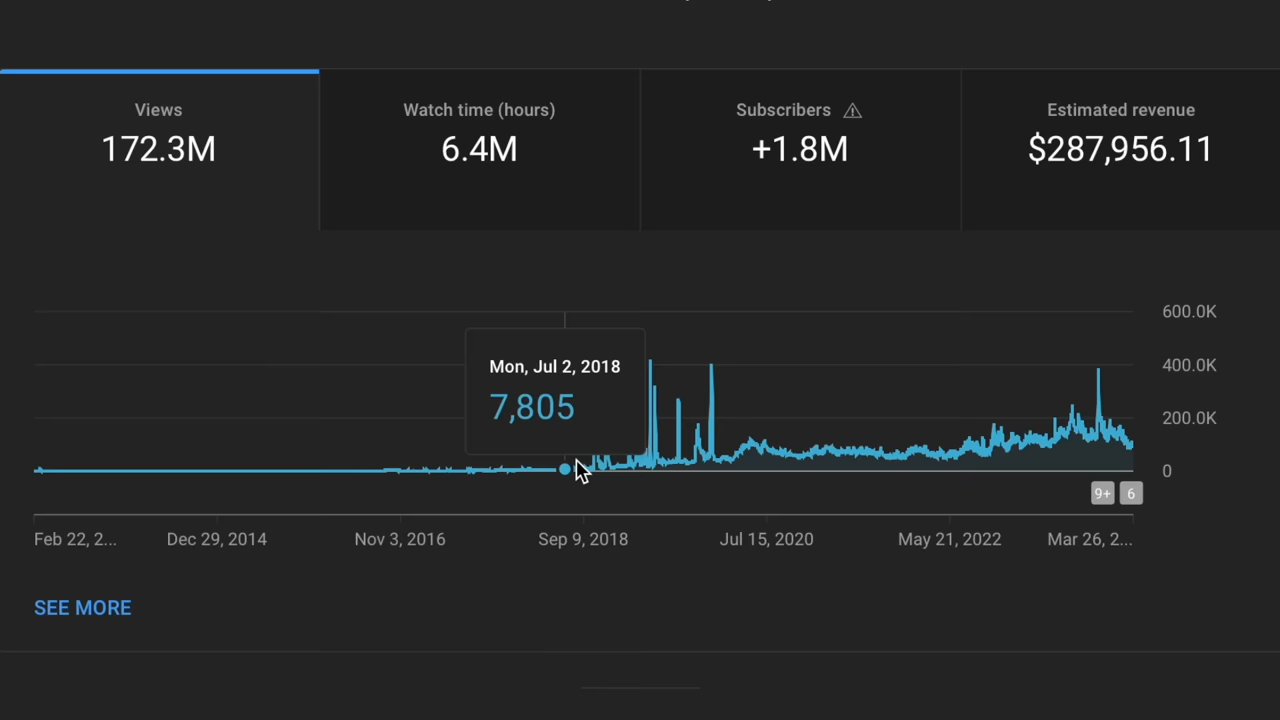 Views
172.3M
Watch time (hours)
6.4M
Subscribers
+1.8M
Estimated revenue
$287,956.11
600.0K
400.0K
200.0K
0
Mon, Jul 2, 2018
7,805
9+ 6
Feb 22, 2... Dec 29, 2014 Nov 3, 2016 Sep 9, 2018 Jul 15, 2020 May 21, 2022 Mar 26, 2...
SEE MORE